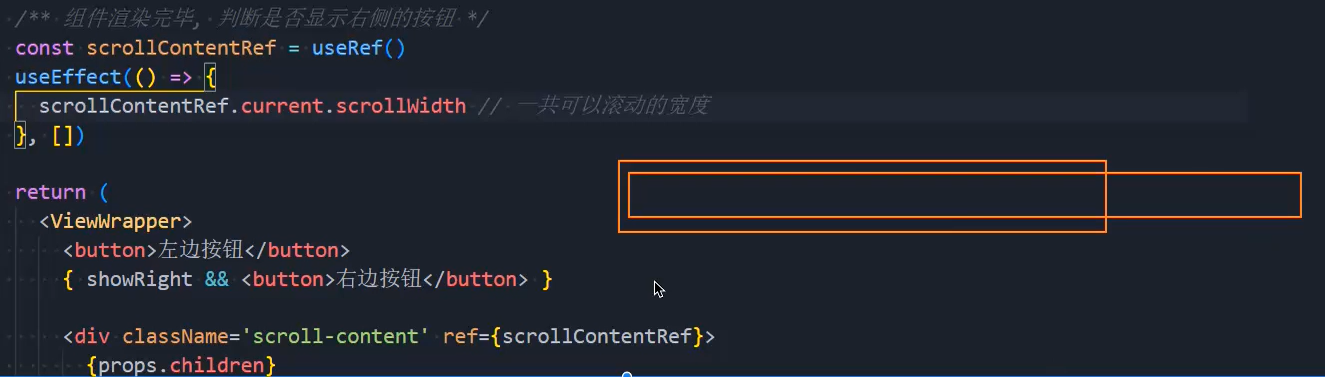 /** 组件渲染完毕, 判断是否显示右侧的按钮 */
const scrollContentRef = useRef()
useEffect(() => {
  scrollContentRef.current.scrollWidth // 一共可以滚动的宽度
}, [])
return (
  <ViewWrapper>
    <button>左边按钮</button>
    { showRight && <button>右边按钮</button> }
    <div className='scroll-content' ref={scrollContentRef}>
      {props.children}